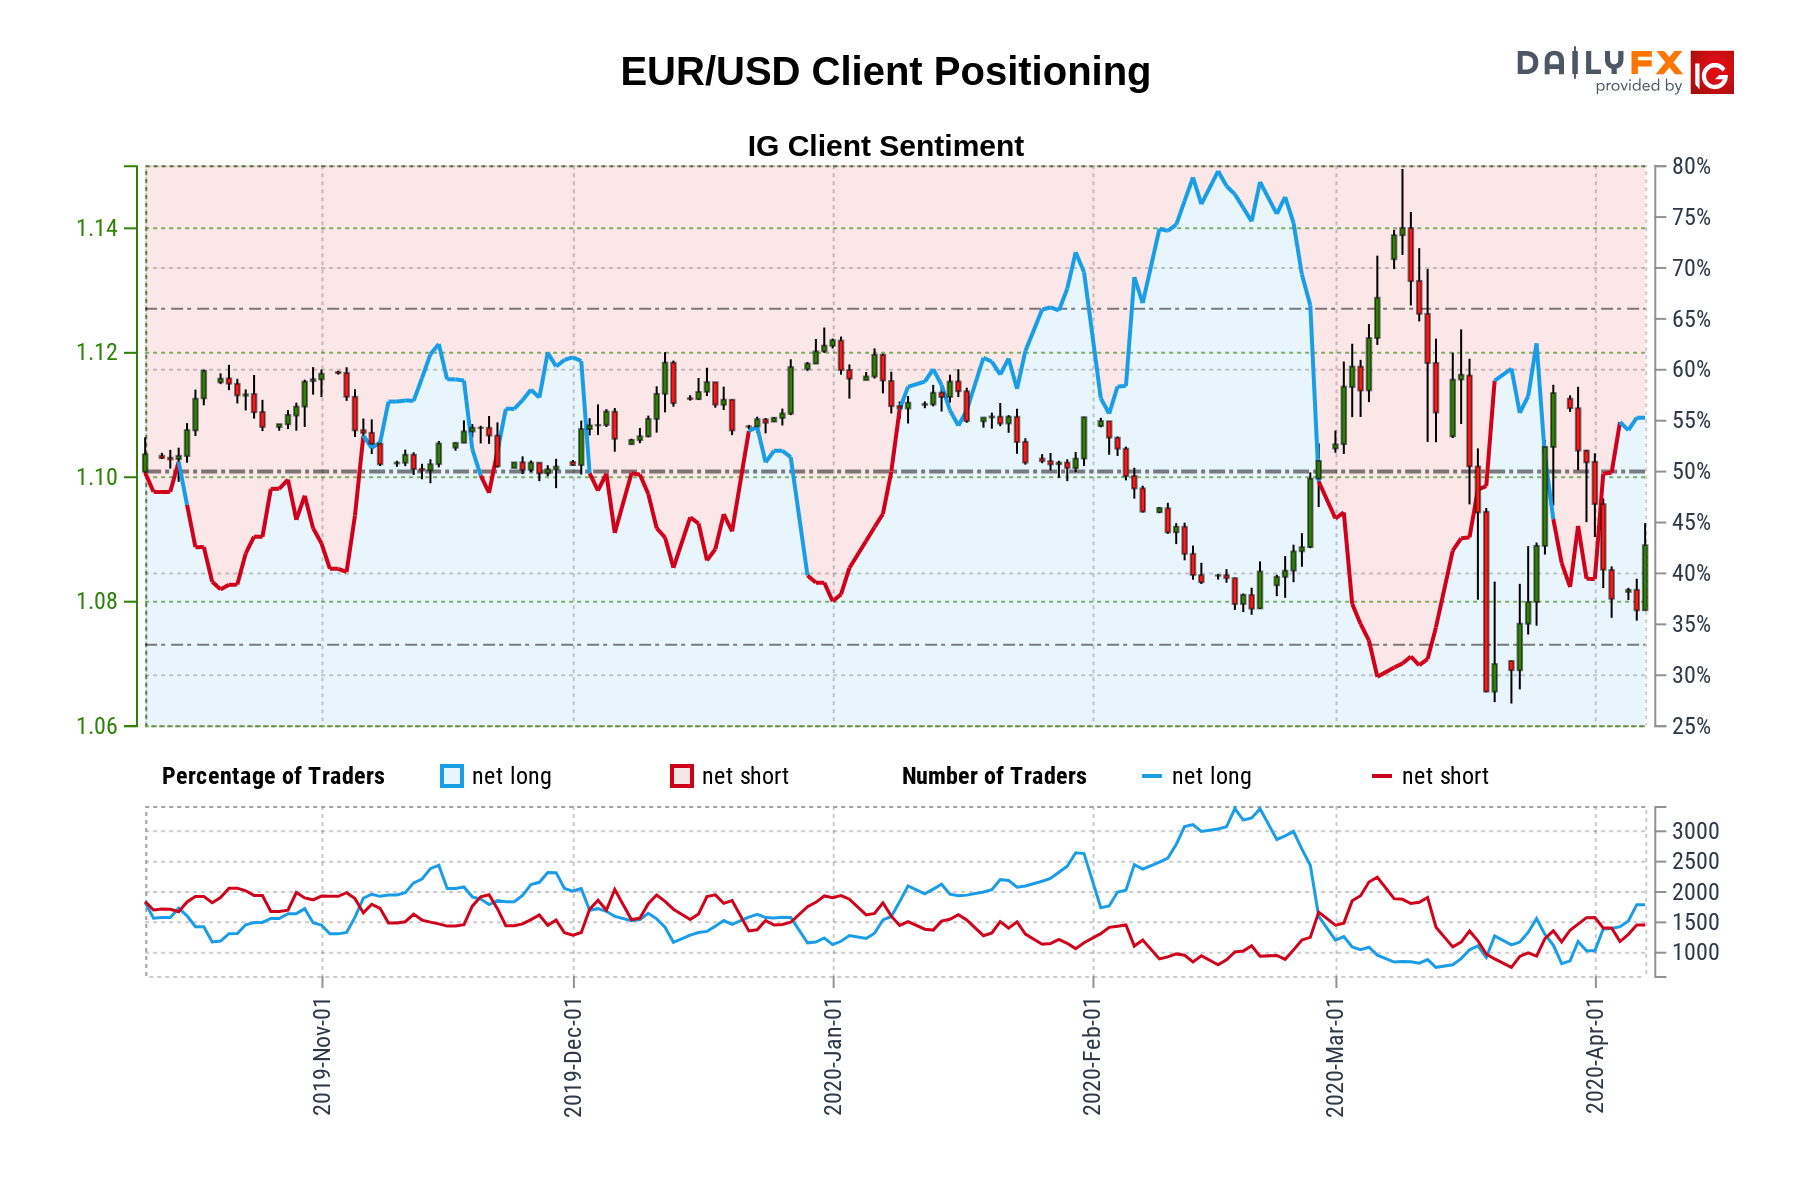 EUR/USD Client Positioning
DAILYFX
provided by
IG
IG Client Sentiment
1.14
1.12
1.10
1.08
1.06
80%
75%
70%
65%
60%
55%
50%
45%
40%
35%
30%
25%
Percentage of Traders net long net short Number of Traders net long net short
3000
2500
2000
1500
1000
2019-Nov-01
2019-Dec-01
2020-Jan-01
2020-Feb-01
2020-Mar-01
2020-Apr-01